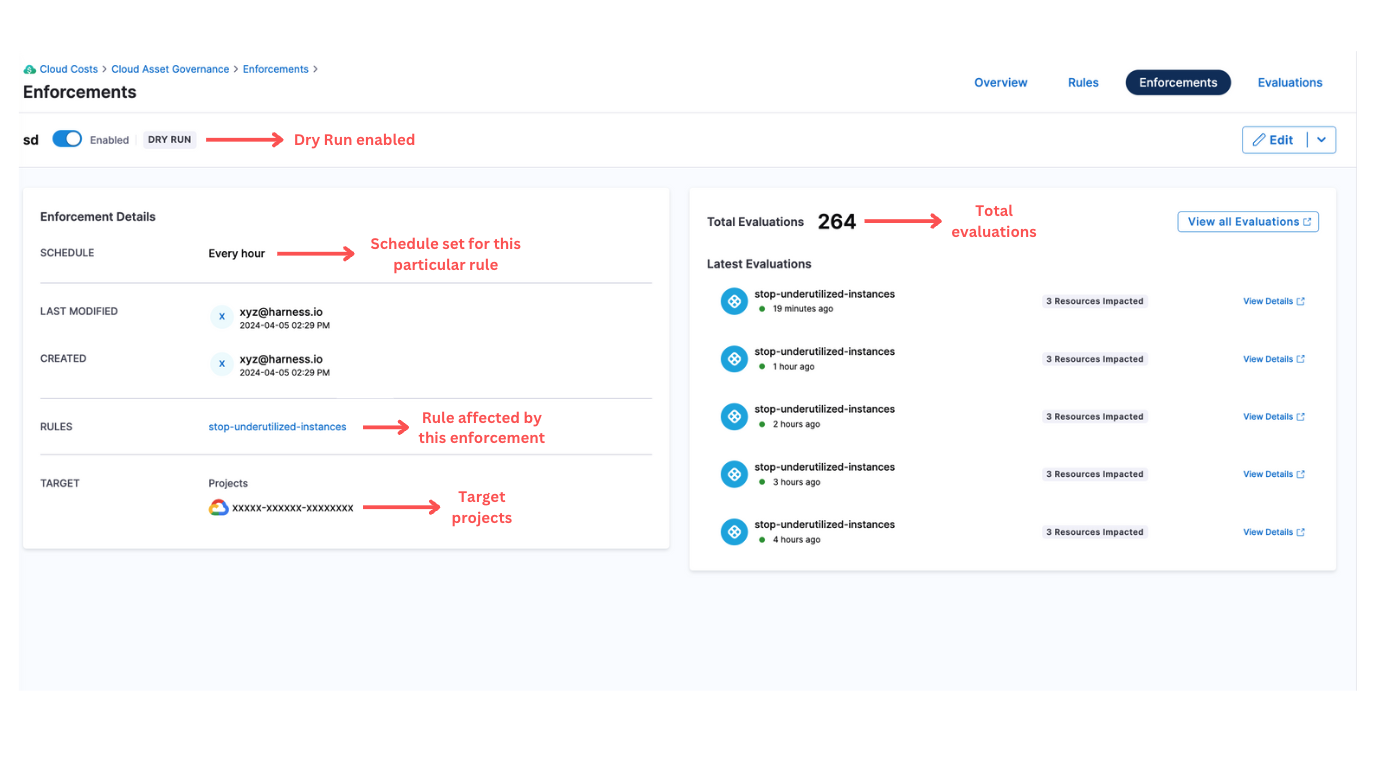 Cloud Costs > Cloud Asset Governance > Enforcements >
Enforcements
Overview
Rules
Enforcements
Evaluations
sd
Enabled
DRY RUN
Dry Run enabled
Edit
Enforcement Details
SCHEDULE
Every hour
Schedule set for this
particular rule
LAST MODIFIED
X
xyz@harness.io
2024-04-05 02:29 PM
CREATED
X
xyz@harness.io
2024-04-05 02:29 PM
RULES
stop-underutilized-instances
Rule affected by
this enforcement
TARGET
Projects
xxxxx-xxxxxx-xxxxxxxx
Target
projects
Total Evaluations 264
Total
evaluations
View all Evaluations
Latest Evaluations
stop-underutilized-instances
19 minutes ago
3 Resources Impacted
View Details
stop-underutilized-instances
1 hour ago
3 Resources Impacted
View Details
stop-underutilized-instances
2 hours ago
3 Resources Impacted
View Details
stop-underutilized-instances
3 hours ago
3 Resources Impacted
View Details
stop-underutilized-instances
4 hours ago
3 Resources Impacted
View Details